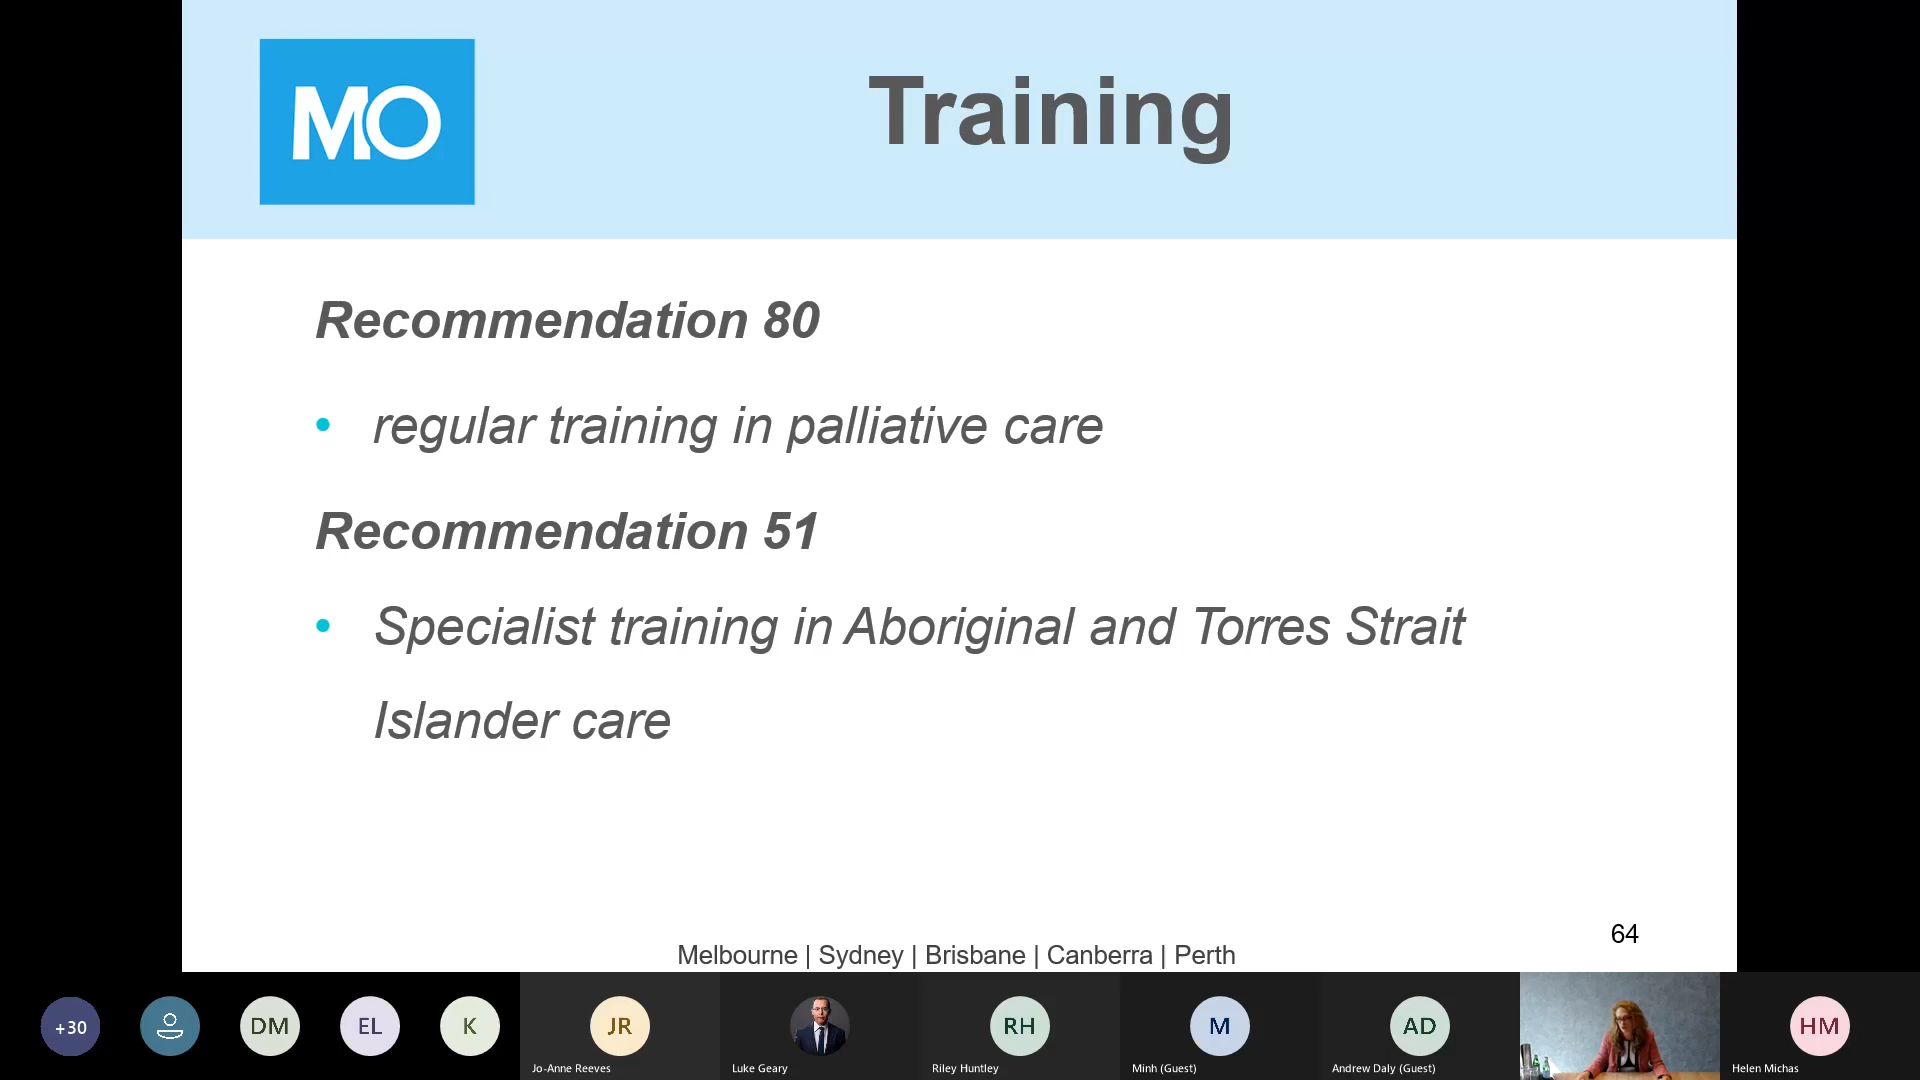 MO
Training
Recommendation 80
• regular training in palliative care
Recommendation 51
• Specialist training in Aboriginal and Torres Strait
Islander care
64
Melbourne | Sydney | Brisbane | Canberra | Perth
+30
DM
EL
K
JR
RH
M
AD
HM
Jo-Anne Reeves
Luke Geary
Riley Huntley
Minh (Guest)
Andrew Daly (Guest)
Helen Michas